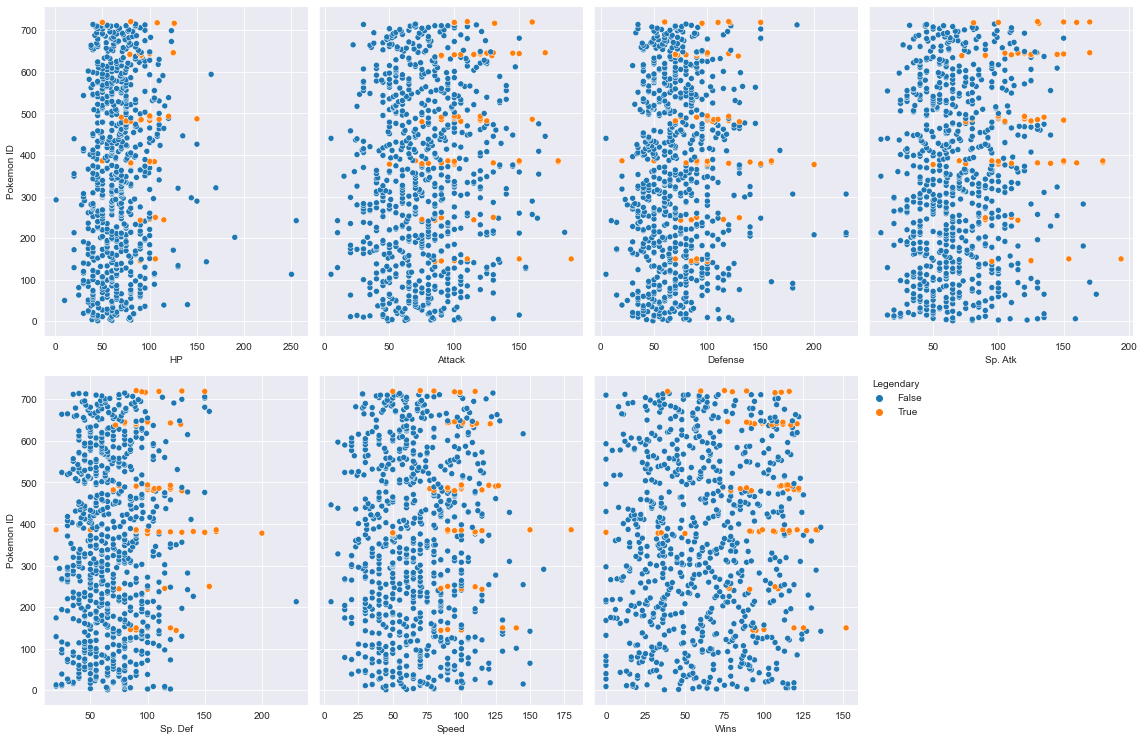 700
600
500
400
300
200
100
0
Pokemon ID
0 50 100 150 200 250
HP
50 100 150
Attack
0 50 100 150 200
Defense
50 100 150 200
Sp. Atk
700
600
500
400
300
200
100
0
Pokemon ID
50 100 150 200
Sp. Def
0 25 50 75 100 125 150 175
Speed
0 25 50 75 100 125 150
Wins
Legendary
False
True